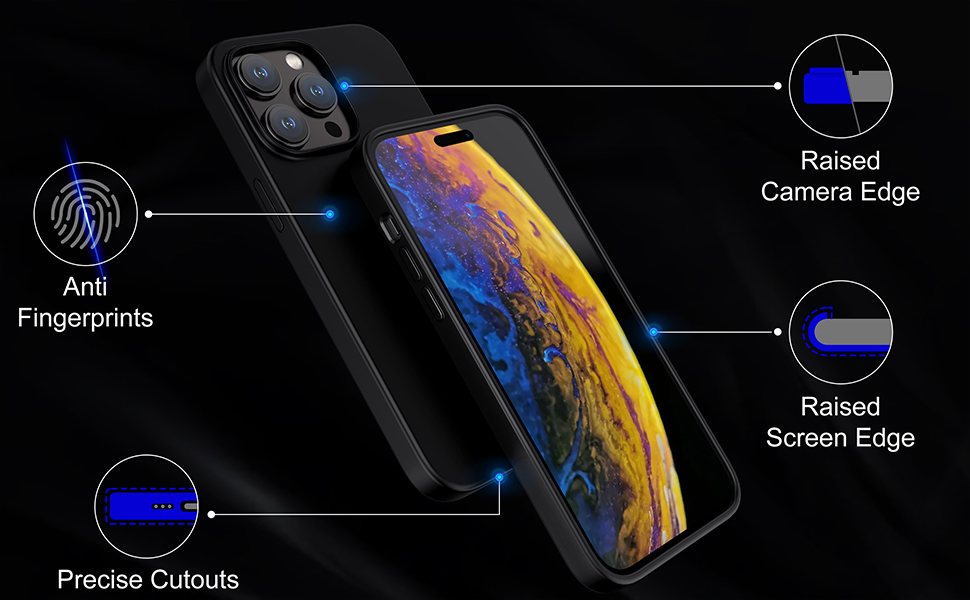 Raised
Camera Edge
Anti
Fingerprints
Raised
Screen Edge
Precise Cutouts